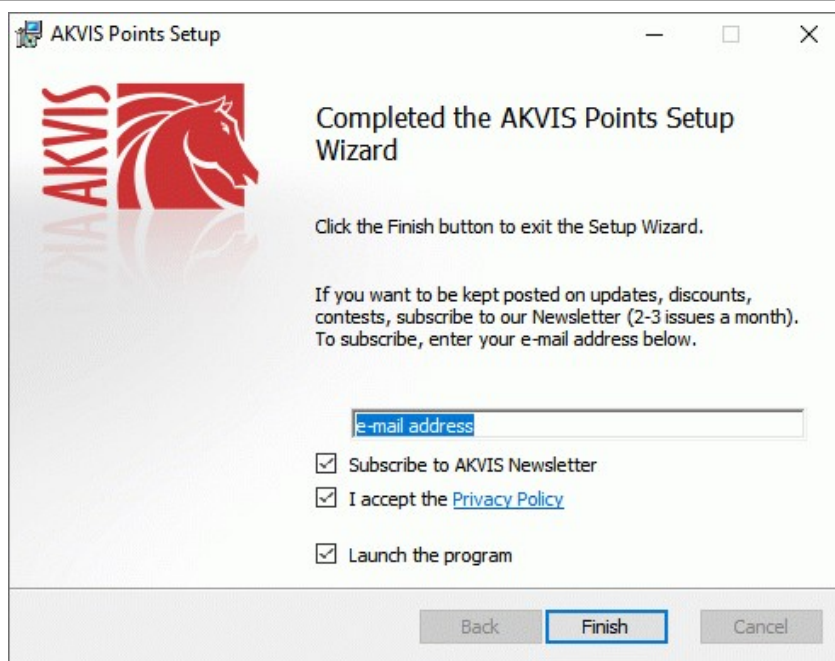 AKVIS Points Setup
AKVIS
Completed the AKVIS Points Setup
Wizard
Click the Finish button to exit the Setup Wizard.
If you want to be kept posted on updates, discounts,
contests, subscribe to our Newsletter (2-3 issues a month).
To subscribe, enter your e-mail address below.
e-mail address
Subscribe to AKVIS Newsletter
I accept the Privacy Policy
Launch the program
Back Finish Cancel